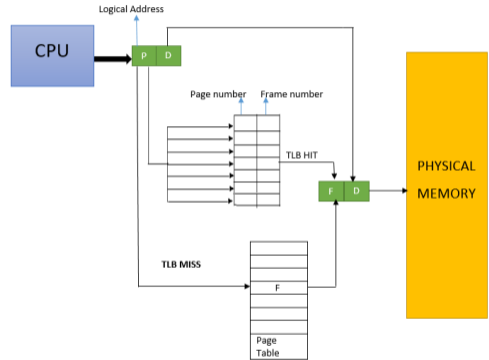 Logical Address
CPU
P D
Page number Frame number
TLB HIT
F D
PHYSICAL
MEMORY
TLB MISS
F
Page
Table